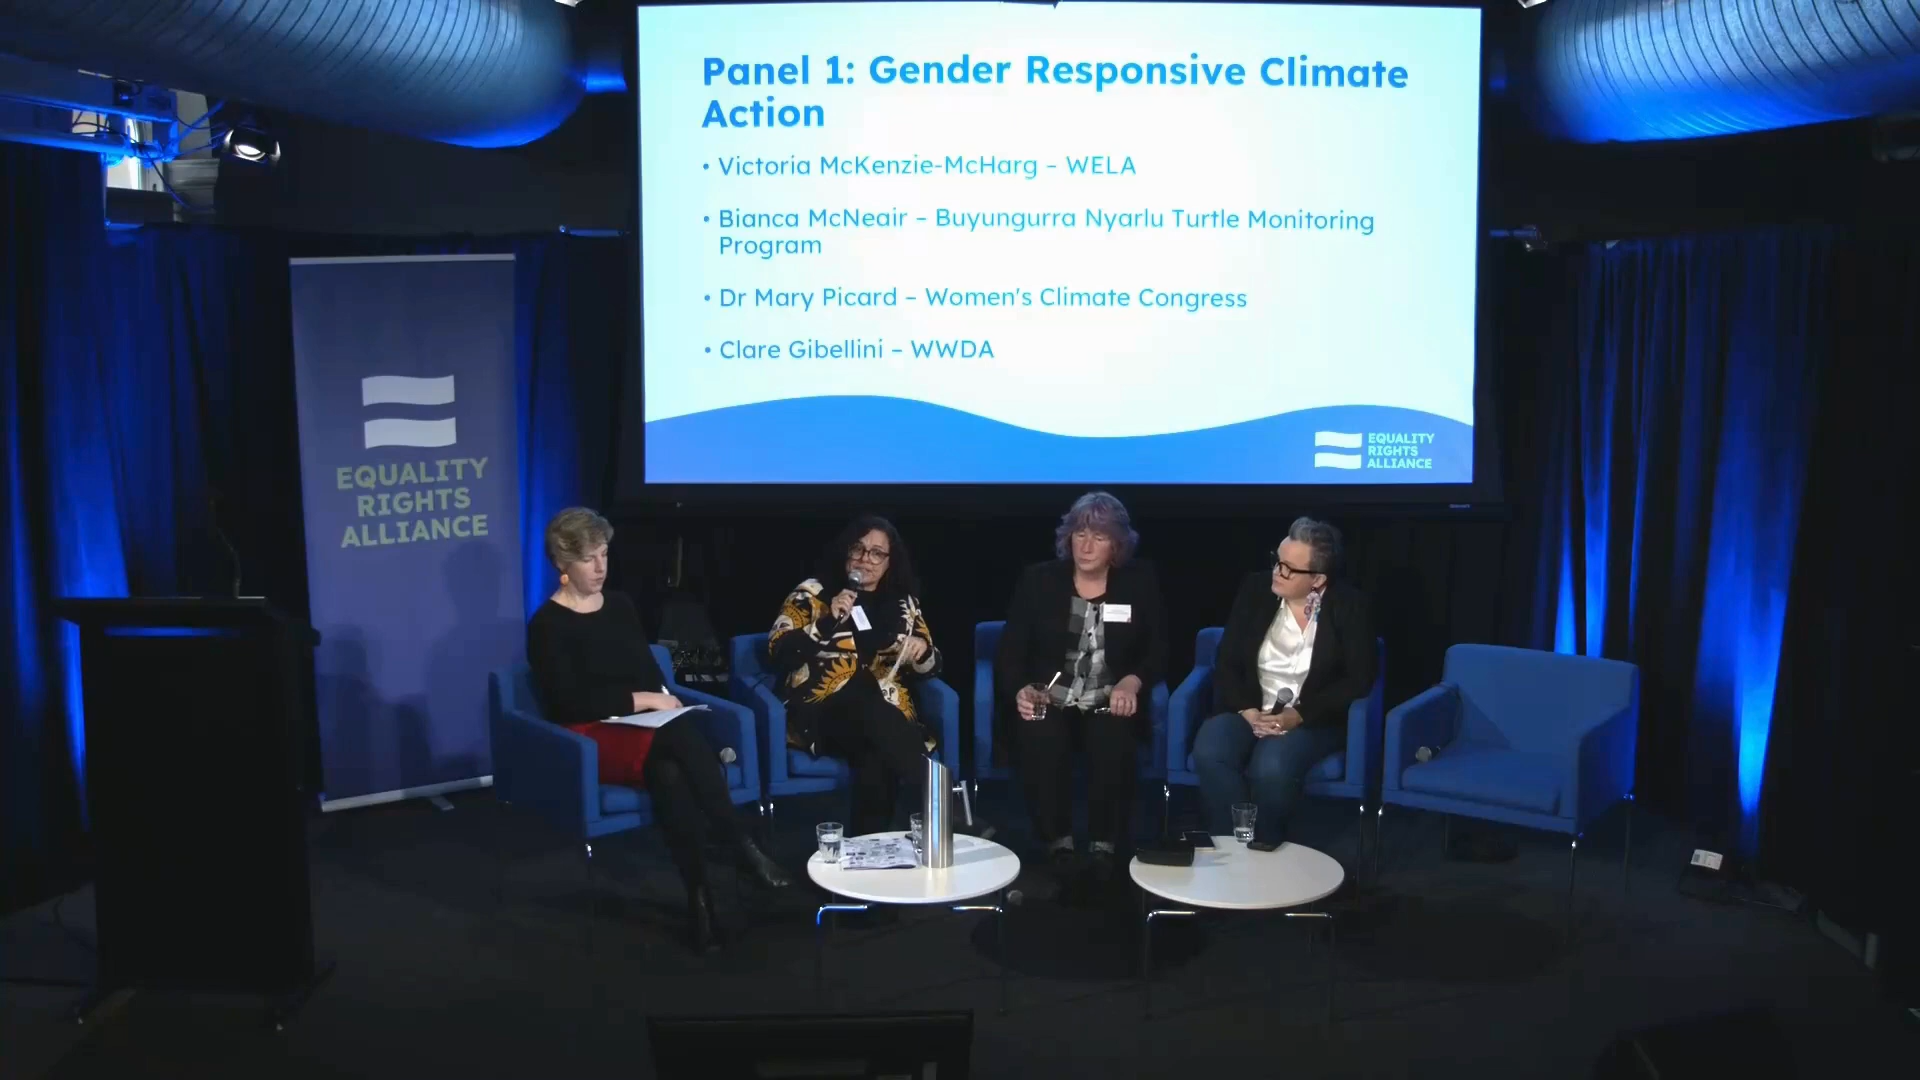 Panel 1: Gender Responsive Climate
Action
• Victoria McKenzie-McHarg – WELA
• Bianca McNeair – Buyungurra Nyarlu Turtle Monitoring
Program
• Dr Mary Picard – Women's Climate Congress
• Clare Gibellini – WWDA
EQUALITY
RIGHTS
ALLIANCE
EQUALITY
RIGHTS
ALLIANCE